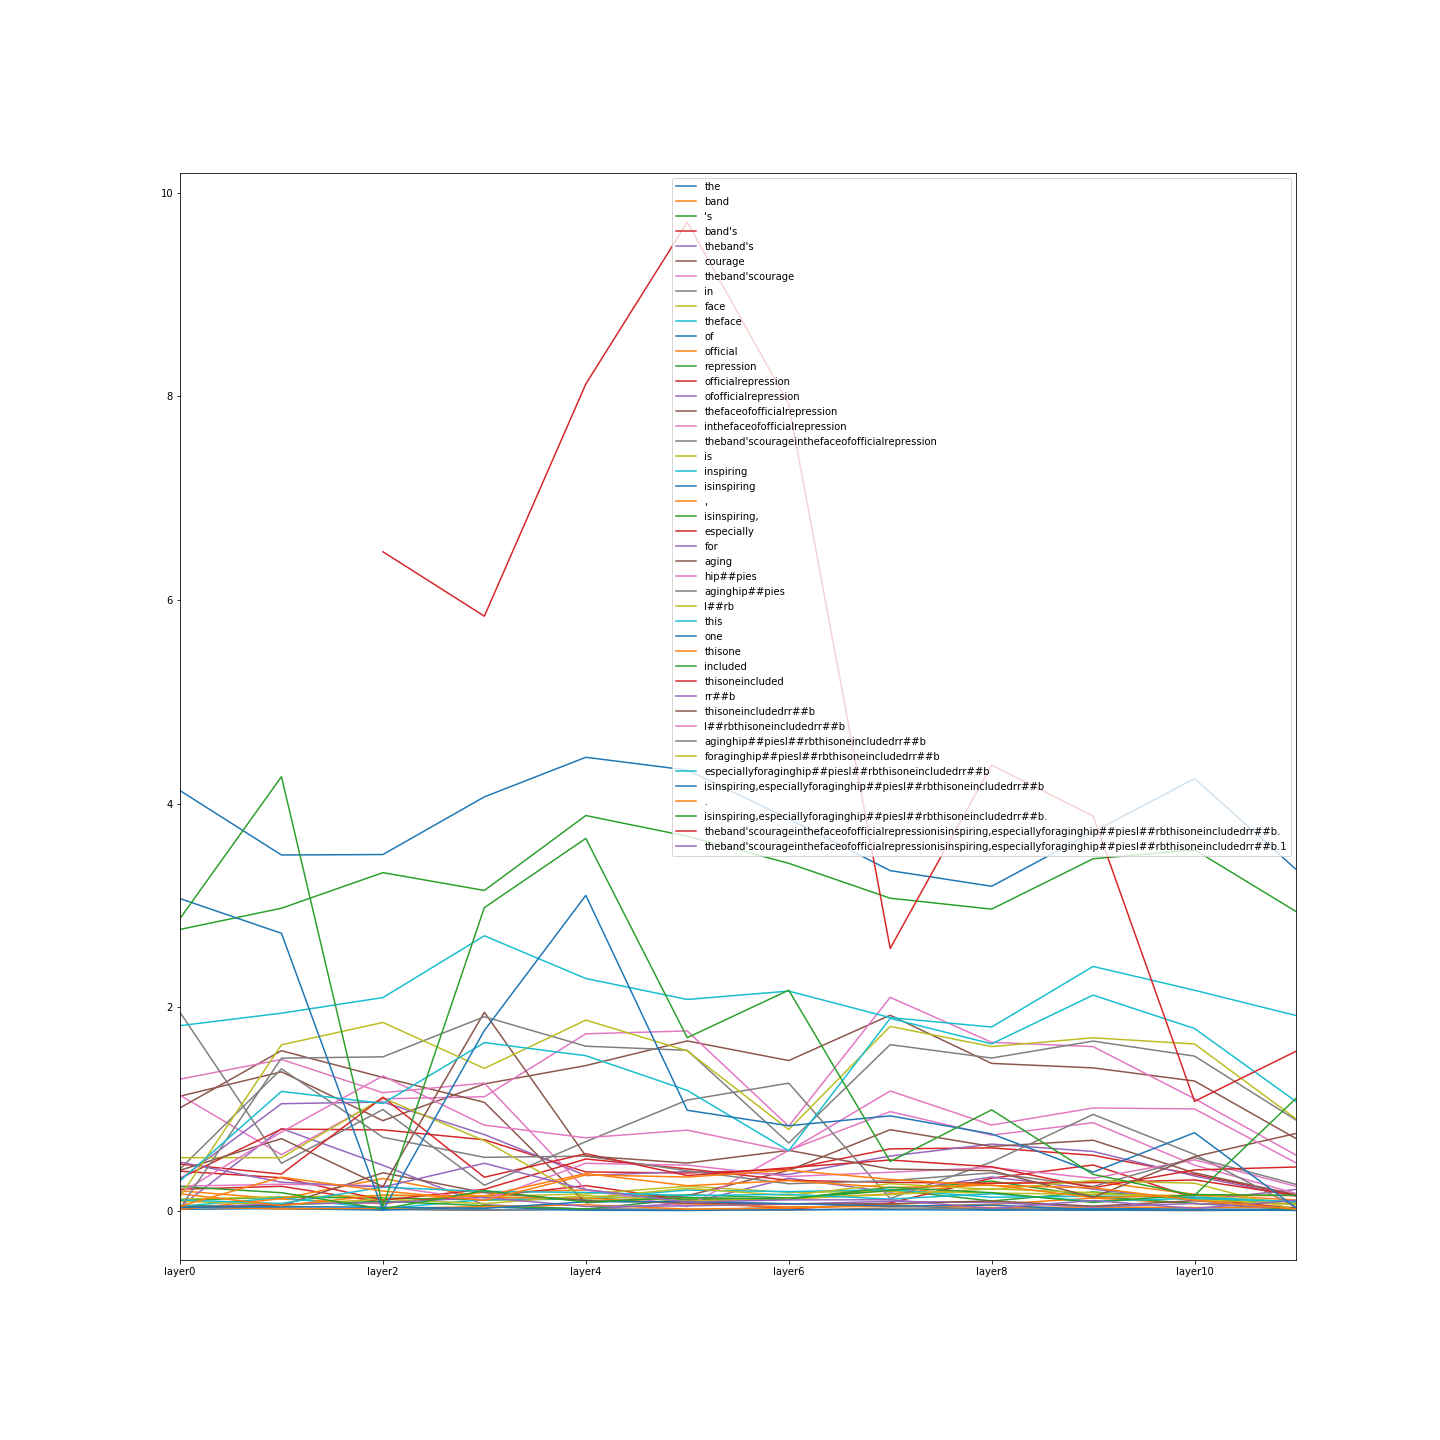 10
8
6
4
2
0
layer0
layer2
layer4
layer6
layer8
layer10
the
band
's
band's
theband's
courage
theband'scourage
in
face
theface
of
official
repression
officialrepression
ofofficialrepression
thefaceofofficialrepression
inthefaceofofficialrepression
theband'scourageinthefaceofofficialrepression
is
inspiring
isinspiring
,
isinspiring,
especially
for
aging
hip##pies
aginghip##pies
l##rb
this
one
thisone
included
thisoneincluded
rr##b
thisoneincludedrr##b
l##rbthisoneincludedrr##b
aginghip##piesl##rbthisoneincludedrr##b
foraginghip##piesl##rbthisoneincludedrr##b
especiallyforaginghip##piesl##rbthisoneincludedrr##b
isinspiring,especiallyforaginghip##piesl##rbthisoneincludedrr##b
.
isinspiring,especiallyforaginghip##piesl##rbthisoneincludedrr##b.
theband'scourageinthefaceofofficialrepressionisinspiring,especiallyforaginghip##piesl##rbthisoneincludedrr##b.
theband'scourageinthefaceofofficialrepressionisinspiring,especiallyforaginghip##piesl##rbthisoneincludedrr##b.1